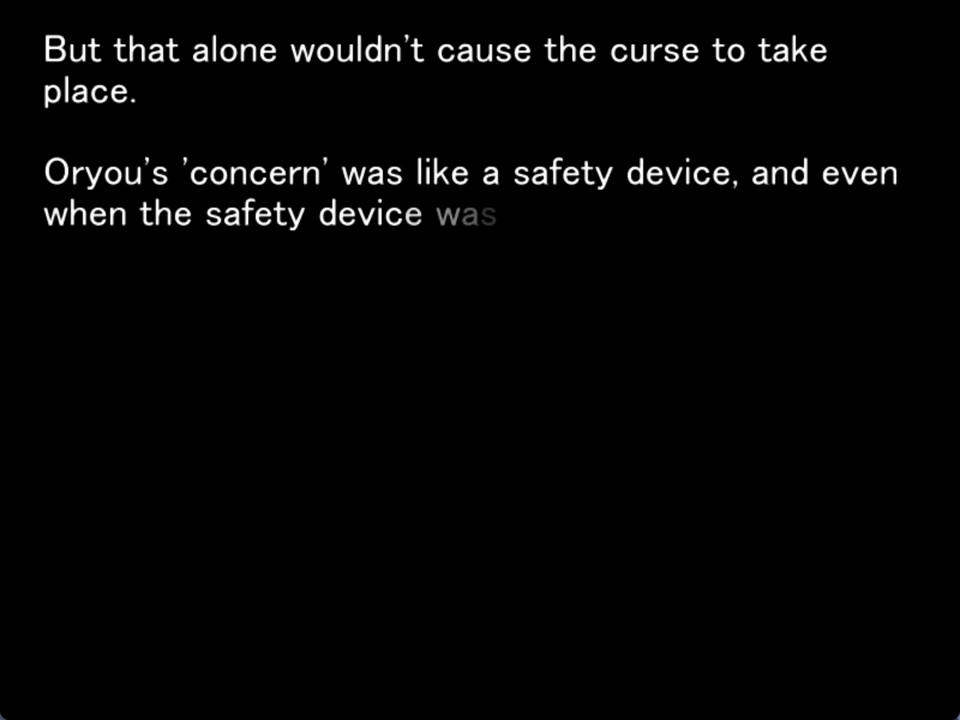 But that alone wouldn't cause the curse to take
place.
Oryou's 'concern' was like a safety device, and even
when the safety device was